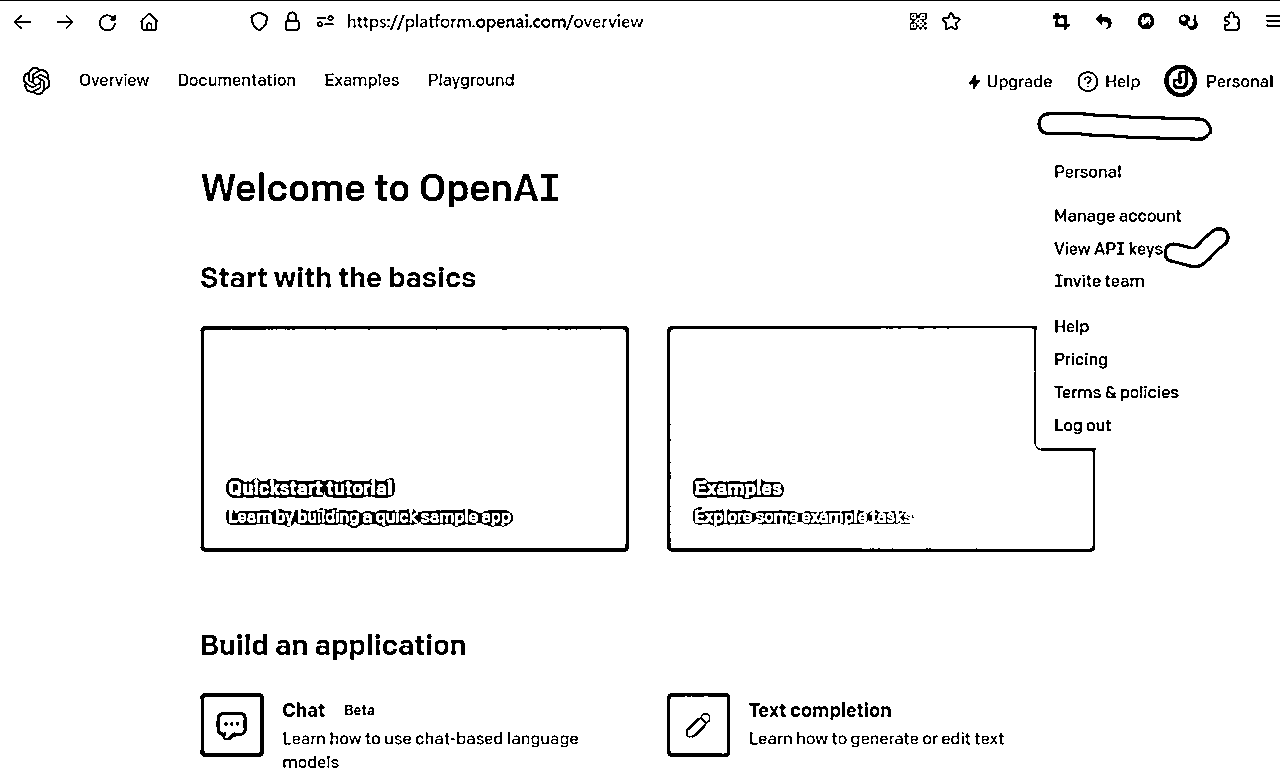 https://platform.openai.com/overview
Overview Documentation Examples Playground
Upgrade Help Personal
Personal
Manage account
View API keys
Invite team
Help
Pricing
Terms & policies
Log out
Welcome to OpenAI
Start with the basics
Quickstart tutorial
Learn by building a quick sample app
Examples
Explore some example tasks
Build an application
Chat Beta
Learn how to use chat-based language
models
Text completion
Learn how to generate or edit text